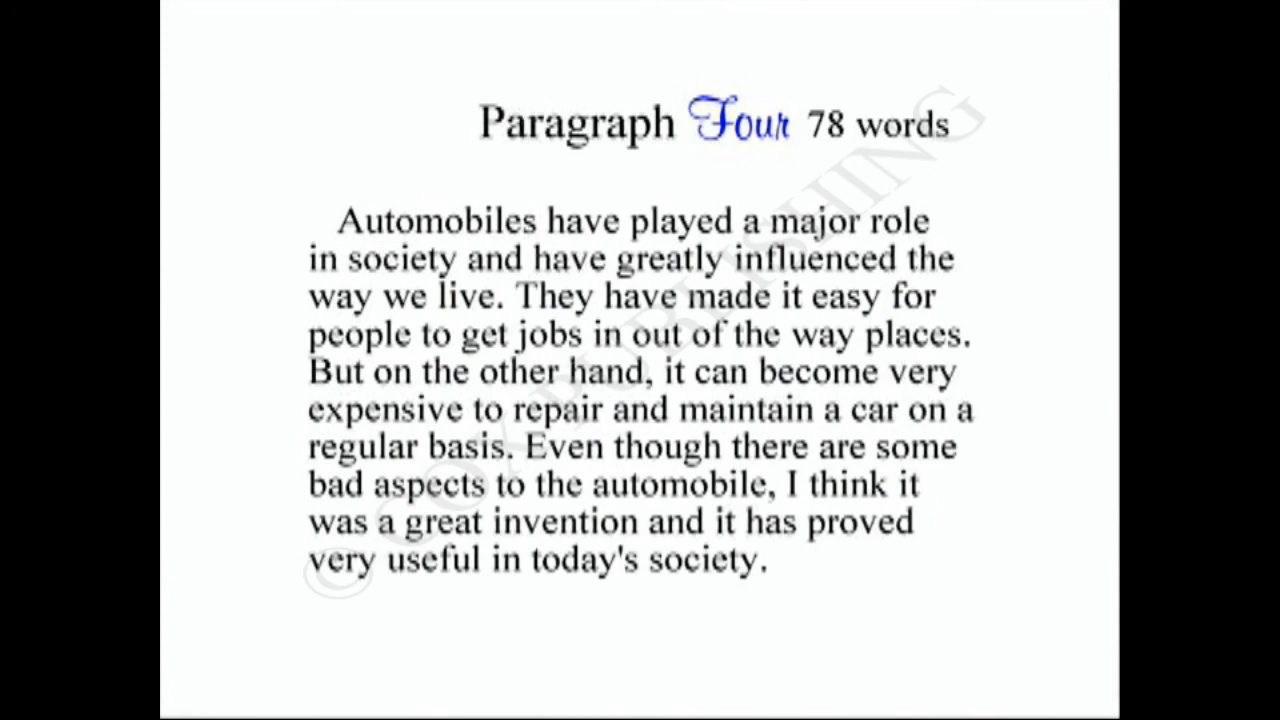 Paragraph Four 78 words
Automobiles have played a major role
in society and have greatly influenced the
way we live. They have made it easy for
people to get jobs in out of the way places.
But on the other hand, it can become very
expensive to repair and maintain a car on a
regular basis. Even though there are some
bad aspects to the automobile, I think it
was a great invention and it has proved
very useful in today's society.
© COX PUBLISHING